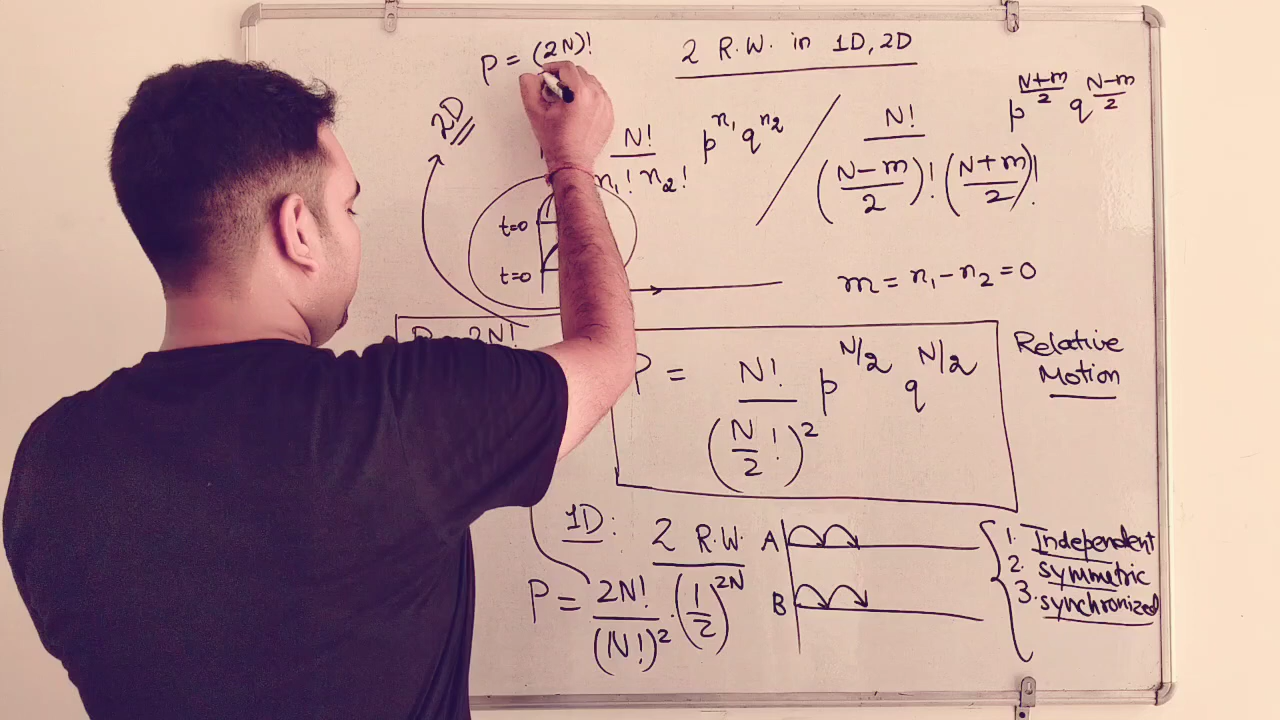 2 R.W. in 1D, 2D
P = (2N)!
2D
N! / n₁! n₂! p^n₁ q^n₂ / N! / ((N-m)/2)! ((N+m)/2)! p^(N+m)/2 q^(N-m)/2
t=0
t=0
m = n₁ - n₂ = 0
2N!
P = N! / (N/2 !)² p^N/2 q^N/2
Relative
Motion
1D: 2 R.W.
P = 2N! / (N!)² · (1/2)^2N
A
B
1. Independent
2. symmetric
3. synchronized